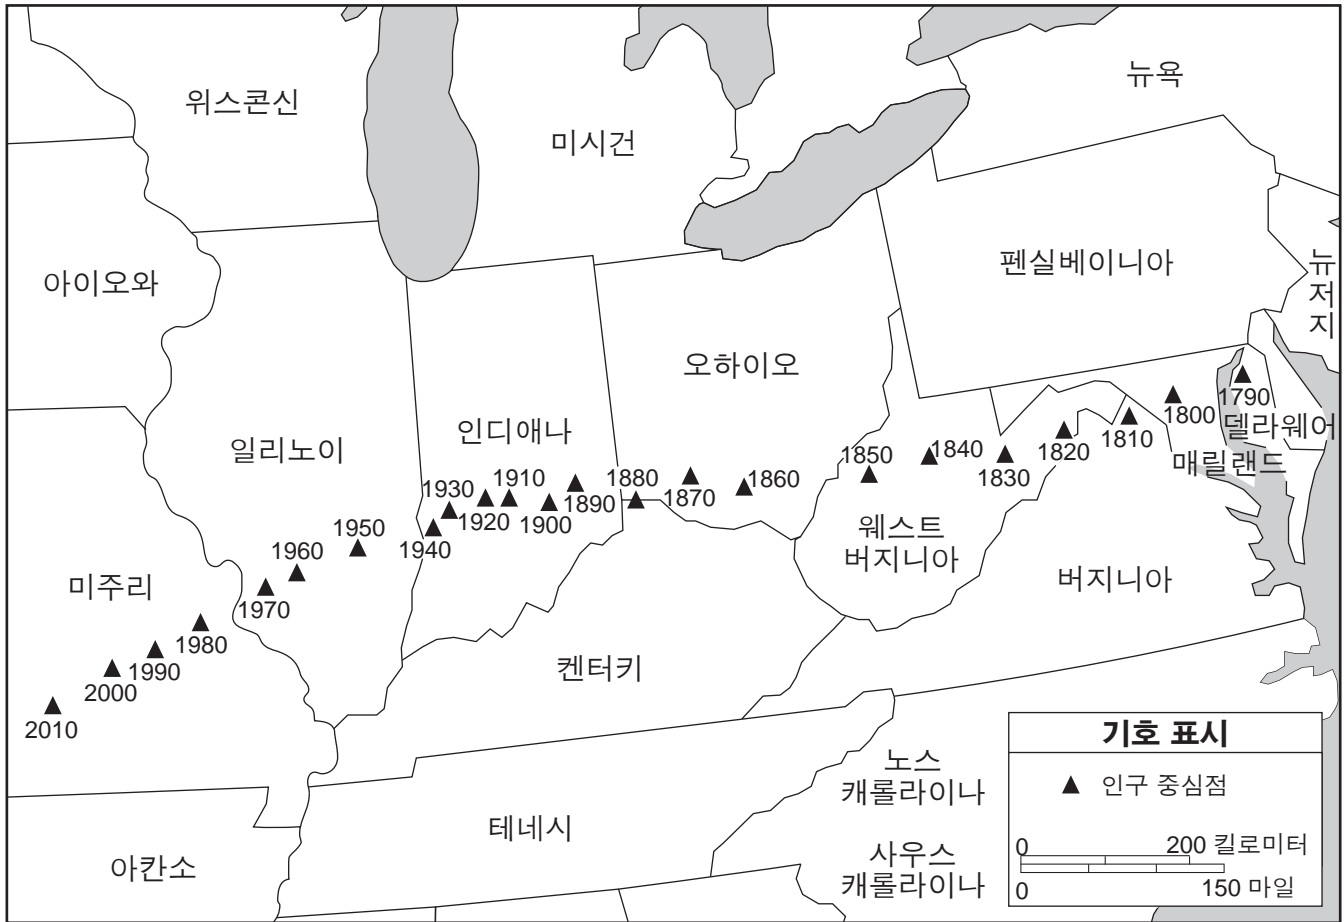 뉴욕
위스콘신
미시건
펜실베이니아
뉴
저
지
아이오와
오하이오
1790
1800
델라웨어
1810
인디애나
일리노이
1820
1840
1850
매릴랜드
1830
1880
1860
1910
1930
1870
1890
1920
1900
웨스트
버지니아
1950
1940
1960
버지니아
미주리
1970
1980
켄터키
1990
2000
2010
기호 표시
인구 중심점
노스
캐롤라이나
테네시
0 200 킬로미터
사우스
캐롤라이나
아칸소
0 150 마일